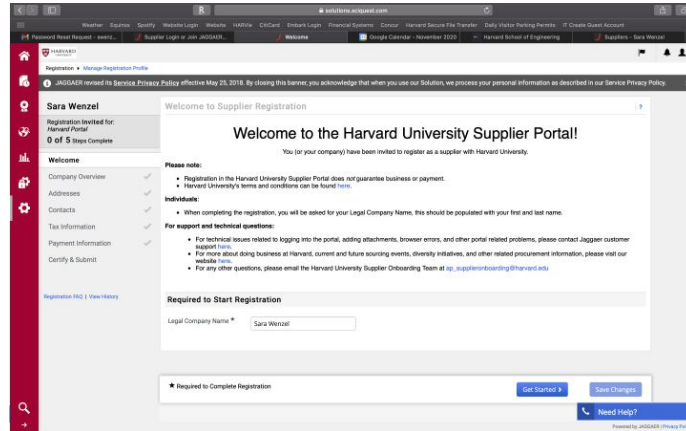 solutions.sciquest.com
Weather Equinox Spotify Website Login Website HARVie CitiCard Embark Login Financial Systems Concur Harvard Secure File Transfer Daily Visitor Parking Permits IT Create Guest Account
Password Reset Request - swenz... Supplier Login or Join JAGGAER... Welcome Google Calendar - November 2020 Harvard School of Engineering Suppliers - Sara Wenzel
HARVARD
Registration Manage Registration Profile
JAGGAER revised its Service Privacy Policy effective May 25, 2018. By closing this banner, you acknowledge that when you use our Solution, we process your personal information as described in our Service Privacy Policy.
Sara Wenzel
Registration Invited for:
Harvard Portal
0 of 5 Steps Complete
Welcome
Company Overview
Addresses
Contacts
Tax Information
Payment Information
Certify & Submit
Registration FAQ | View History
Welcome to Supplier Registration ?
Welcome to the Harvard University Supplier Portal!
You (or your company) have been invited to register as a supplier with Harvard University.
Please note:
• Registration in the Harvard University Supplier Portal does not guarantee business or payment.
• Harvard University's terms and conditions can be found here.
Individuals:
• When completing the registration, you will be asked for your Legal Company Name, this should be populated with your first and last name.
For support and technical questions:
• For technical issues related to logging into the portal, adding attachments, browser errors, and other portal related problems, please contact Jaggaer customer
support here.
• For more about doing business at Harvard, current and future sourcing events, diversity initiatives, and other related procurement information, please visit our
website here.
• For any other questions, please email the Harvard University Supplier Onboarding Team at ap_supplieronboarding@harvard.edu
Required to Start Registration
Legal Company Name * Sara Wenzel
★ Required to Complete Registration Get Started Save Changes
Need Help?
Powered by JAGGAER | Privacy Pol